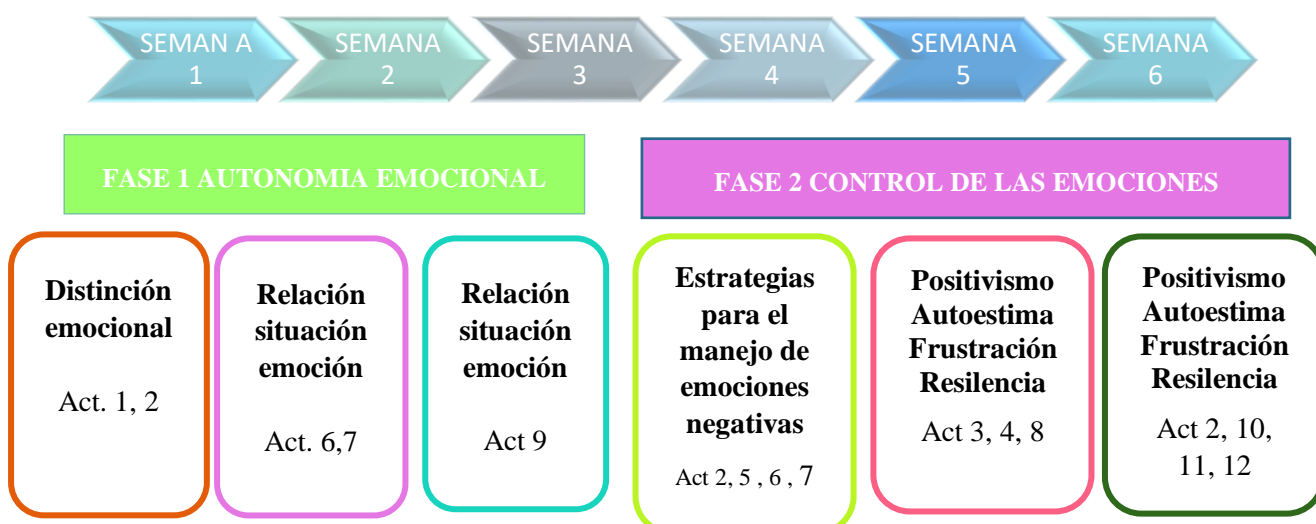 SEMAN A
1
SEMANA
2
SEMANA
3
SEMANA
4
SEMANA
5
SEMANA
6
FASE 1 AUTONOMIA EMOCIONAL
FASE 2 CONTROL DE LAS EMOCIONES
Distinción
emocional
Act. 1, 2
Relación
situación
emoción
Act. 6,7
Relación
situación
emoción
Act 9
Estrategias
para el
manejo de
emociones
negativas
Act 2, 5 , 6 , 7
Positivismo
Autoestima
Frustración
Resilencia
Act 3, 4, 8
Positivismo
Autoestima
Frustración
Resilencia
Act 2, 10,
11, 12